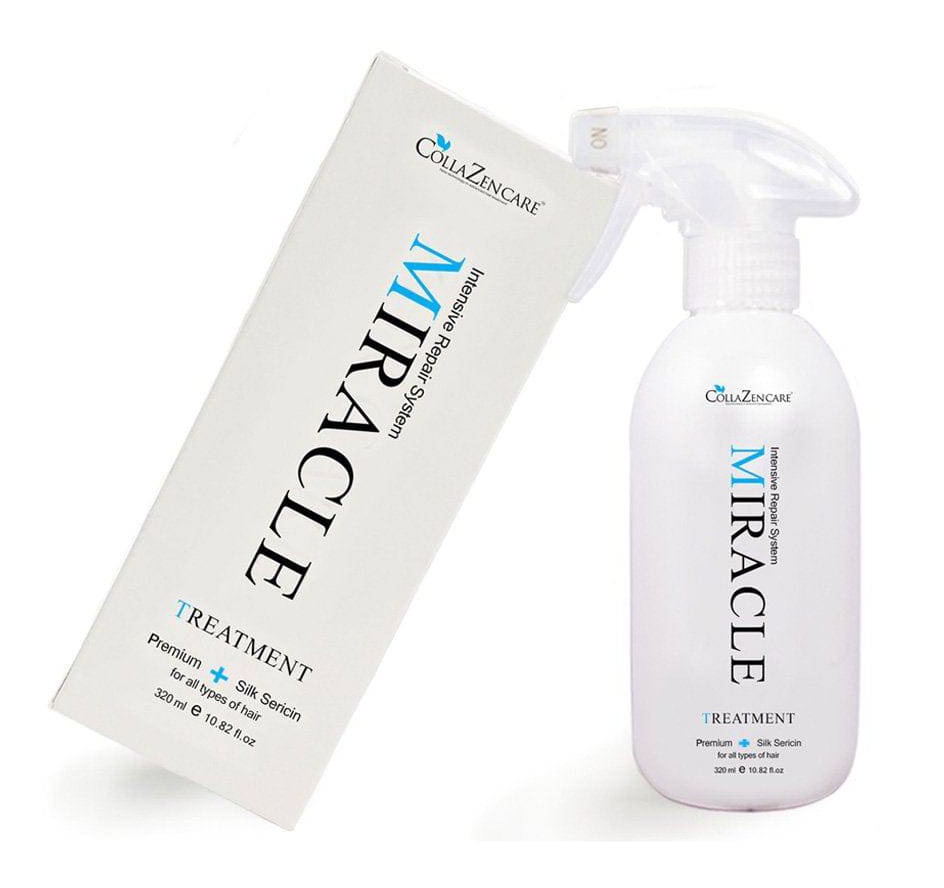 COLLAZENCARE
Intensive Repair System
MIRACLE
TREATMENT
Premium + Silk Sericin
for all types of hair
320 ml e 10.82 fl.oz
NO
COLLAZENCARE
Intensive Repair System
MIRACLE
TREATMENT
Premium + Silk Sericin
for all types of hair
320 ml e 10.82 fl.oz